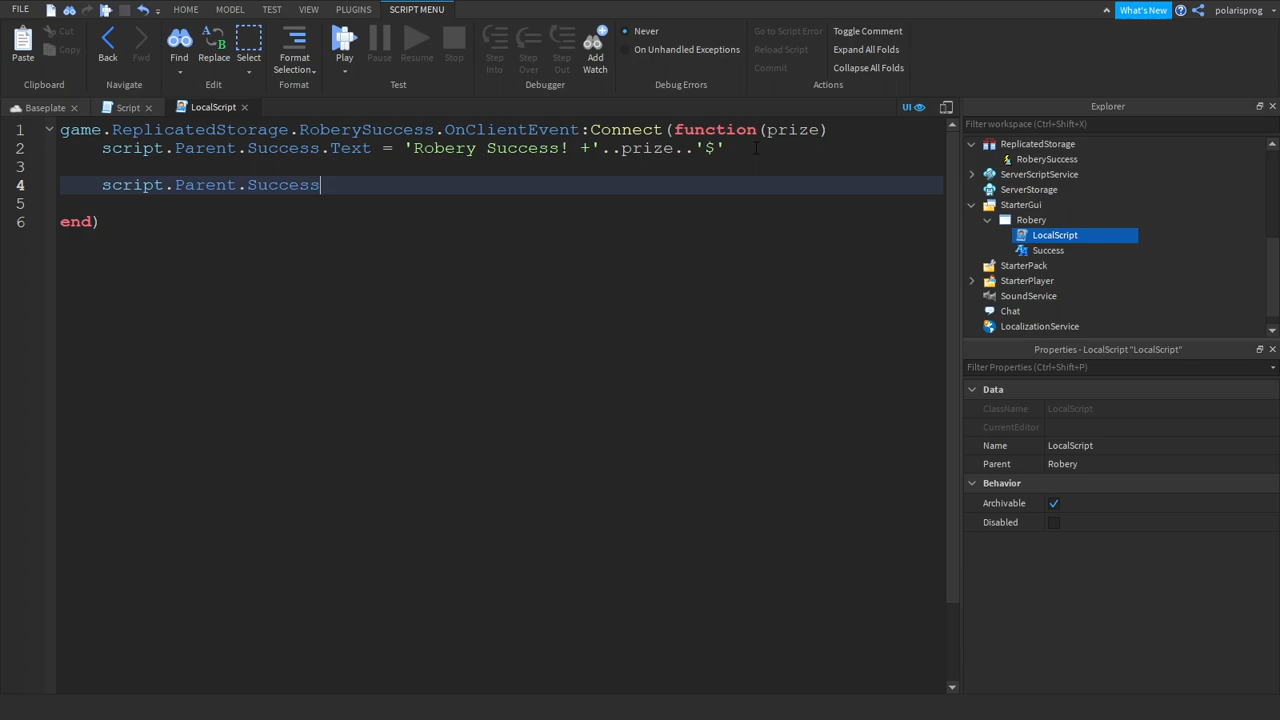 FILE HOME MODEL TEST VIEW PLUGINS SCRIPT MENU What's New polarisprog
Paste Cut Copy Back Fwd Find Replace Select Format Selection Play Pause Resume Stop Step Into Step Over Step Out Add Watch Never On Unhandled Exceptions Go to Script Error Reload Script Commit Toggle Comment Expand All Folds Collapse All Folds
Clipboard Navigate Edit Format Test Debugger Debug Errors Actions
Baseplate Script LocalScript UI
1 game.ReplicatedStorage.RoberySuccess.OnClientEvent:Connect(function(prize)
2 script.Parent.Success.Text = 'Robery Success! +'..prize..'$'
3
4 script.Parent.Success
5
6 end)
Explorer
Filter workspace (Ctrl+Shift+X)
ReplicatedStorage
RoberySuccess
ServerScriptService
ServerStorage
StarterGui
Robery
LocalScript
Success
StarterPack
StarterPlayer
SoundService
Chat
LocalizationService
Properties - LocalScript "LocalScript"
Filter Properties (Ctrl+Shift+P)
Data
ClassName LocalScript
CurrentEditor
Name LocalScript
Parent Robery
Behavior
Archivable
Disabled